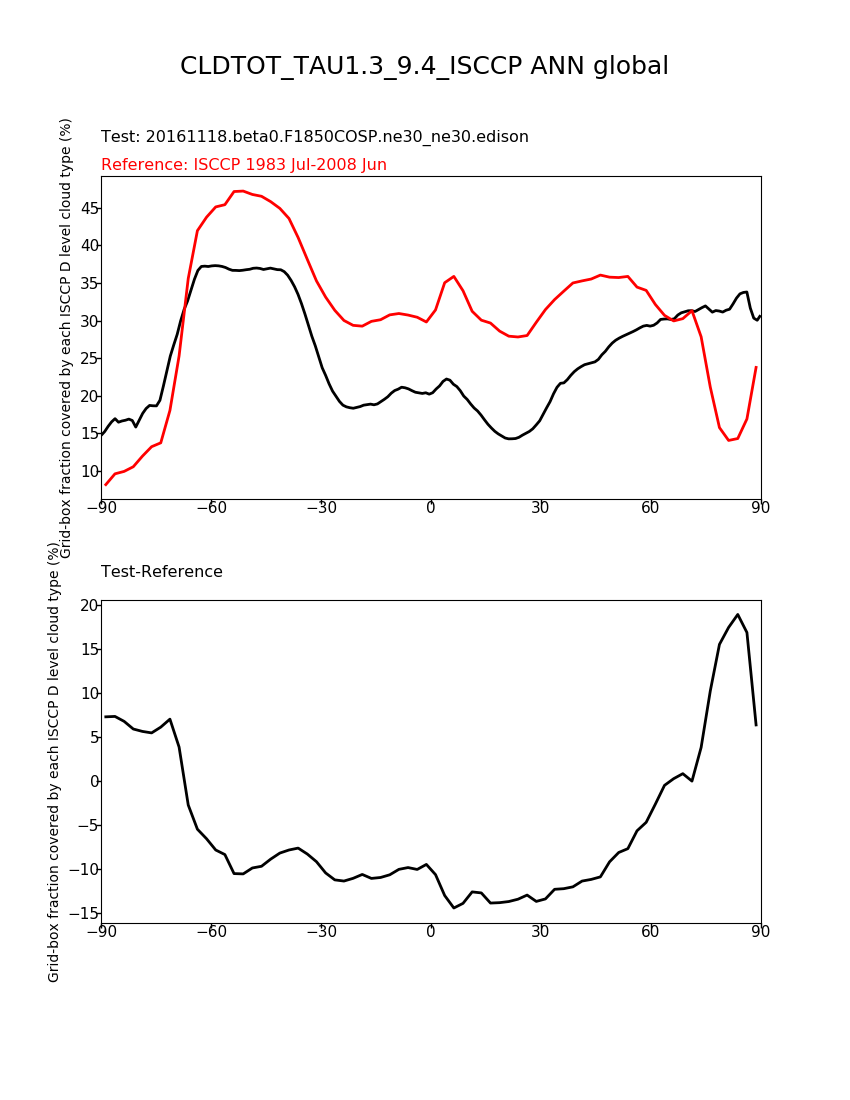 CLDTOT_TAU1.3_9.4_ISCCP ANN global
Test: 20161118.beta0.F1850COSP.ne30_ne30.edison
Reference: ISCCP 1983 Jul-2008 Jun
Grid-box fraction covered by each ISCCP D level cloud type (%)
45
40
35
30
25
20
15
10
−90 −60 −30 0 30 60 90
Test-Reference
Grid-box fraction covered by each ISCCP D level cloud type (%)
20
15
10
5
0
−5
−10
−15
−90 −60 −30 0 30 60 90